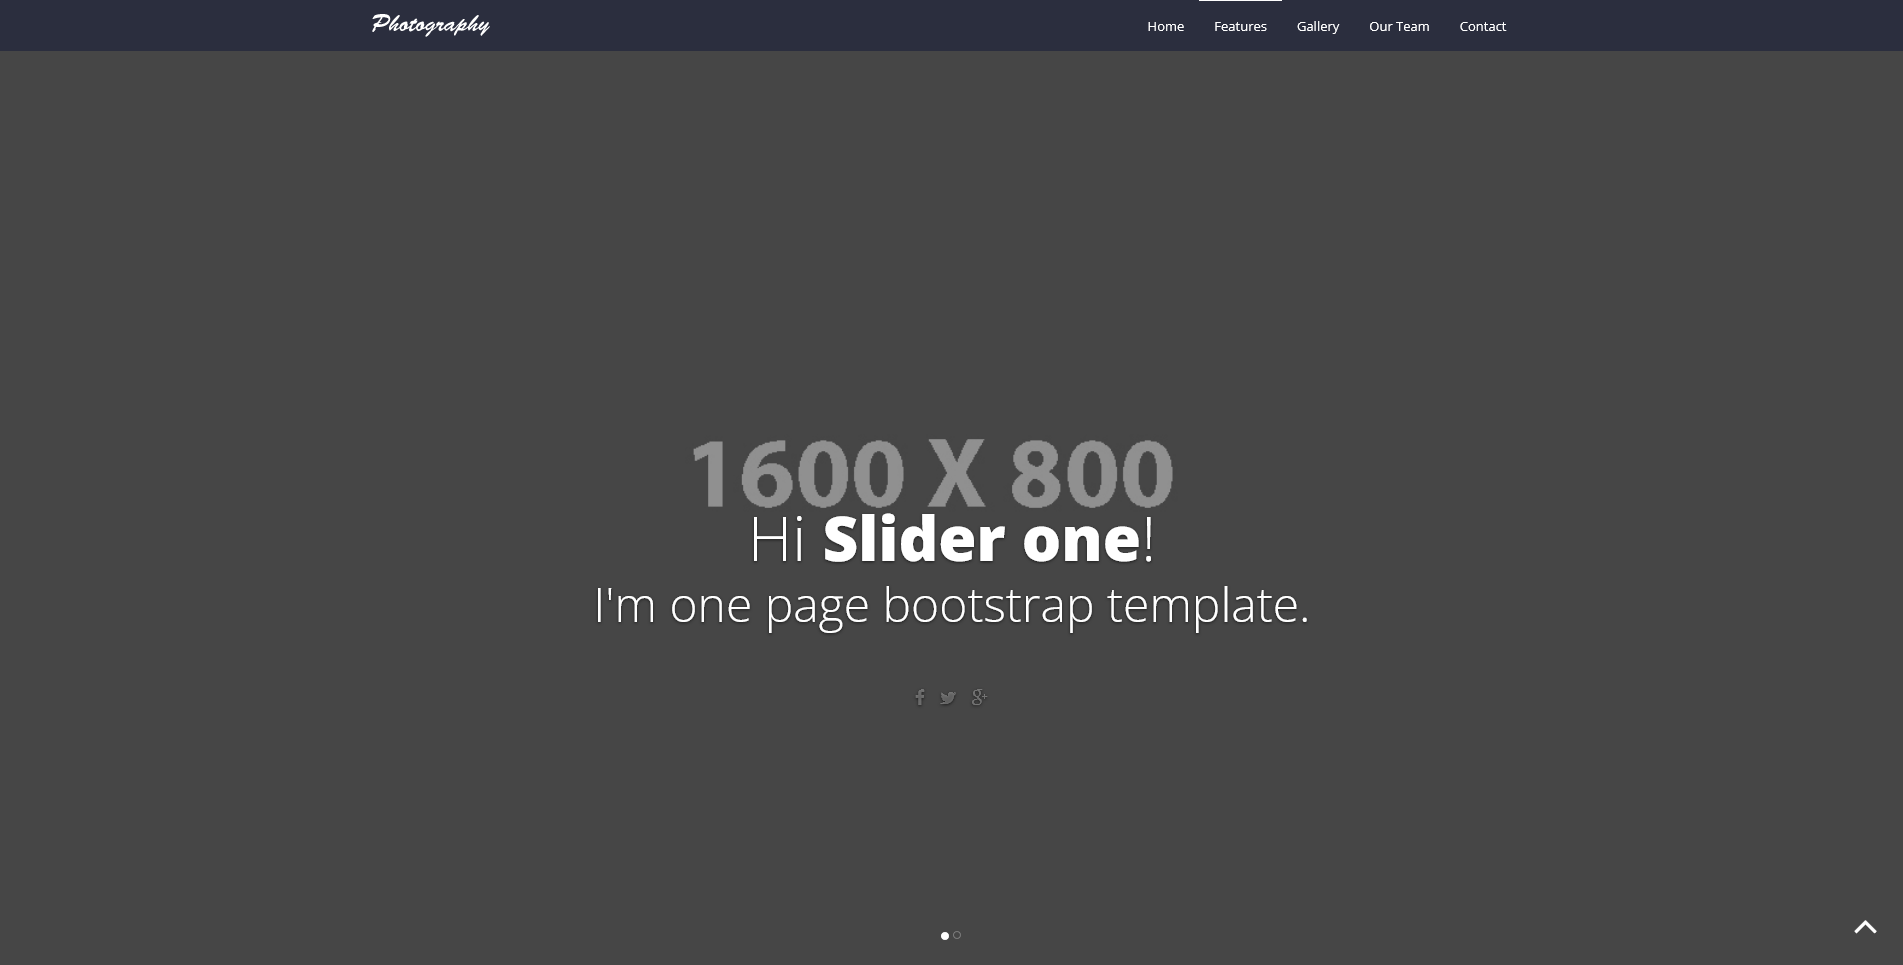 Photography
Home Features Gallery Our Team Contact
1600 X 800
Hi Slider one!
I'm one page bootstrap template.